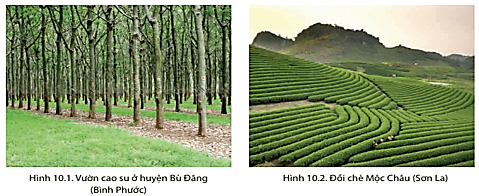 Hình 10.1. Vườn cao su ở huyện Bù Đăng
(Bình Phước)
Hình 10.2. Đồi chè Mộc Châu (Sơn La)